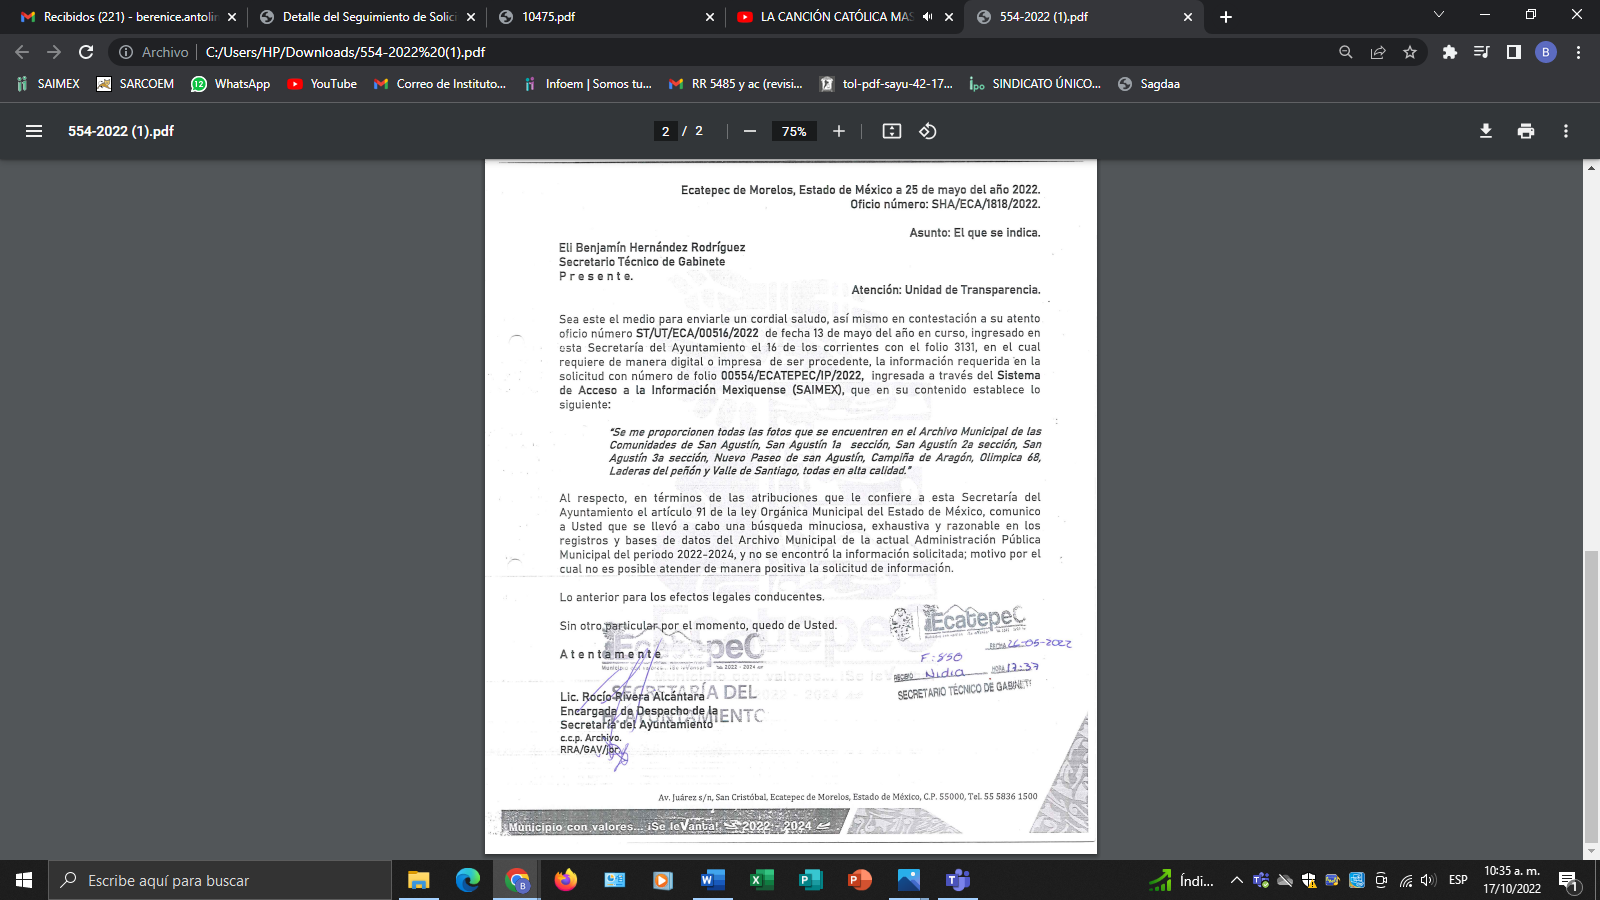 Recibidos (221) - berenice.antolin
Detalle del Seguimiento de Solici
10475.pdf
LA CANCIÓN CATÓLICA MAS
554-2022 (1).pdf
Archivo
C:/Users/HP/Downloads/554-2022%20(1).pdf
B
SAIMEX
SARCOEM
12
WhatsApp
YouTube
Correo de Instituto...
Infoem | Somos tu...
RR 5485 y ac (revisi...
tol-pdf-sayu-42-17...
SINDICATO ÚNICO...
Sagdaa
554-2022 (1).pdf
2 / 2
75%
Ecatepec de Morelos, Estado de México a 25 de mayo del año 2022.
Oficio número: SHA/ECA/1818/2022.
Asunto: El que se indica.
Eli Benjamín Hernández Rodríguez
Secretario Técnico de Gabinete
P r e s e n t e.
Atención: Unidad de Transparencia.
Sea este el medio para enviarle un cordial saludo, así mismo en contestación a su atento
oficio número ST/UT/ECA/00516/2022 de fecha 13 de mayo del año en curso, ingresado en
esta Secretaría del Ayuntamiento el 16 de los corrientes con el folio 3131, en el cual
requiere de manera digital o impresa de ser procedente, la información requerida en la
solicitud con número de folio 00554/ECATEPEC/IP/2022, ingresada a través del Sistema
de Acceso a la Información Mexiquense (SAIMEX), que en su contenido establece lo
siguiente:
"Se me proporcionen todas las fotos que se encuentren en el Archivo Municipal de las
Comunidades de San Agustín, San Agustín 1a sección, San Agustín 2a sección, San
Agustín 3a sección, Nuevo Paseo de san Agustín, Campiña de Aragón, Olimpica 68,
Laderas del peñón y Valle de Santiago, todas en alta calidad."
Al respecto, en términos de las atribuciones que le confiere a esta Secretaría del
Ayuntamiento el artículo 91 de la ley Orgánica Municipal del Estado de México, comunico
a Usted que se llevó a cabo una búsqueda minuciosa, exhaustiva y razonable en los
registros y bases de datos del Archivo Municipal de la actual Administración Pública
Municipal del periodo 2022-2024, y no se encontró la información solicitada; motivo por el
cual no es posible atender de manera positiva la solicitud de información.
Lo anterior para los efectos legales conducentes.
Sin otro particular por el momento, quedo de Usted.
A t e n t a m e n t e
EcatepeC
2022 - 2024
SECRETARÍA DEL
H. AYUNTAMIENTO
Lic. Rocío Rivera Alcántara
Encargada de Despacho de la
Secretaría del Ayuntamiento
c.c.p. Archivo.
RRA/GAV/jpr
EcatepeC
FECHA 26-05-2022
F: 550
RECIBIÓ Nidia HORA 17:37
SECRETARIO TÉCNICO DE GABINETE
Av. Juárez s/n, San Cristóbal, Ecatepec de Morelos, Estado de México, C.P. 55000, Tel. 55 5836 1500
Municipio con valores... ¡Se leVanta! 2022 - 2024
Escribe aquí para buscar
Índi...
ESP
10:35 a. m.
17/10/2022
1